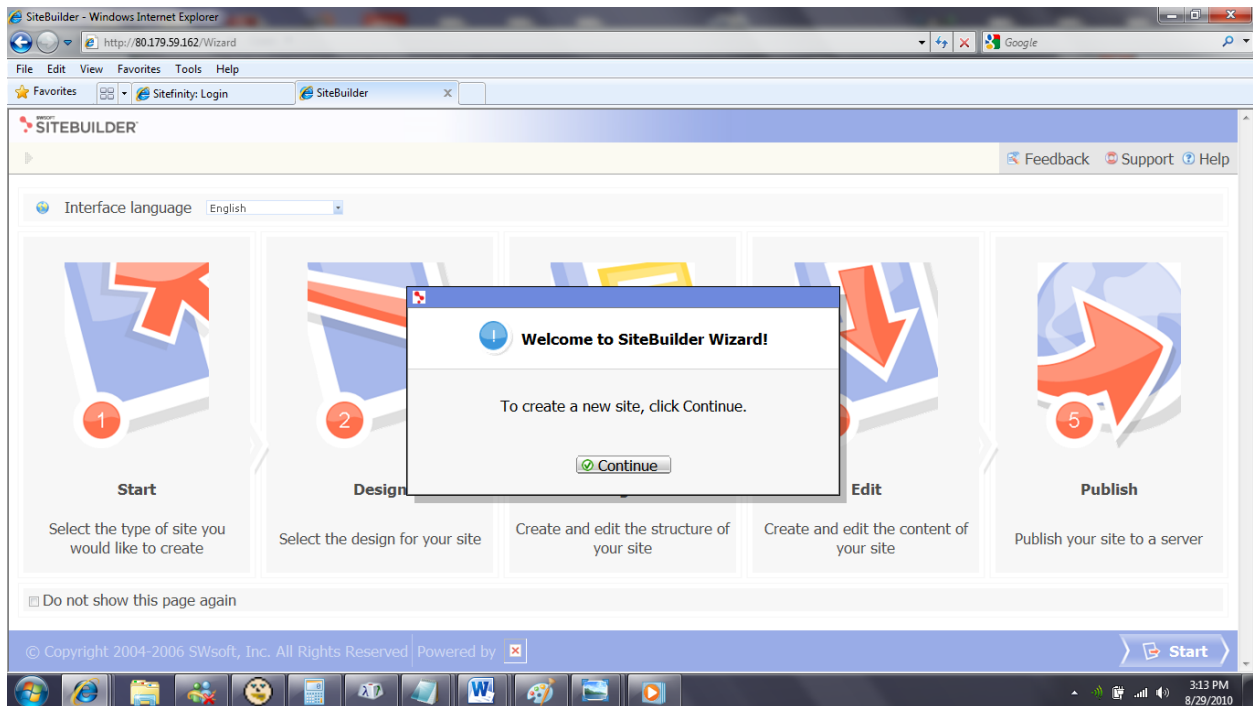 SiteBuilder - Windows Internet Explorer
http://80.179.59.162/Wizard
Google
File Edit View Favorites Tools Help
Favorites Sitefinity: Login SiteBuilder
SWSOFT
SITEBUILDER
Feedback Support Help
Interface language English
Welcome to SiteBuilder Wizard!
To create a new site, click Continue.
Continue
1
2
5
Start
Design
Edit
Publish
Select the type of site you
would like to create
Select the design for your site
Create and edit the structure of
your site
Create and edit the content of
your site
Publish your site to a server
Do not show this page again
© Copyright 2004-2006 SWsoft, Inc. All Rights Reserved Powered by
Start
3:13 PM
8/29/2010